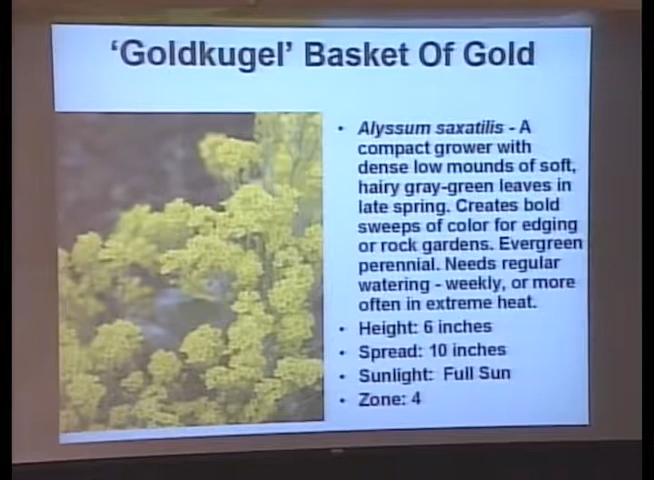 ‘Goldkugel’ Basket Of Gold
• Alyssum saxatilis - A
compact grower with
dense low mounds of soft,
hairy gray-green leaves in
late spring. Creates bold
sweeps of color for edging
or rock gardens. Evergreen
perennial. Needs regular
watering - weekly, or more
often in extreme heat.
• Height: 6 inches
• Spread: 10 inches
• Sunlight: Full Sun
• Zone: 4